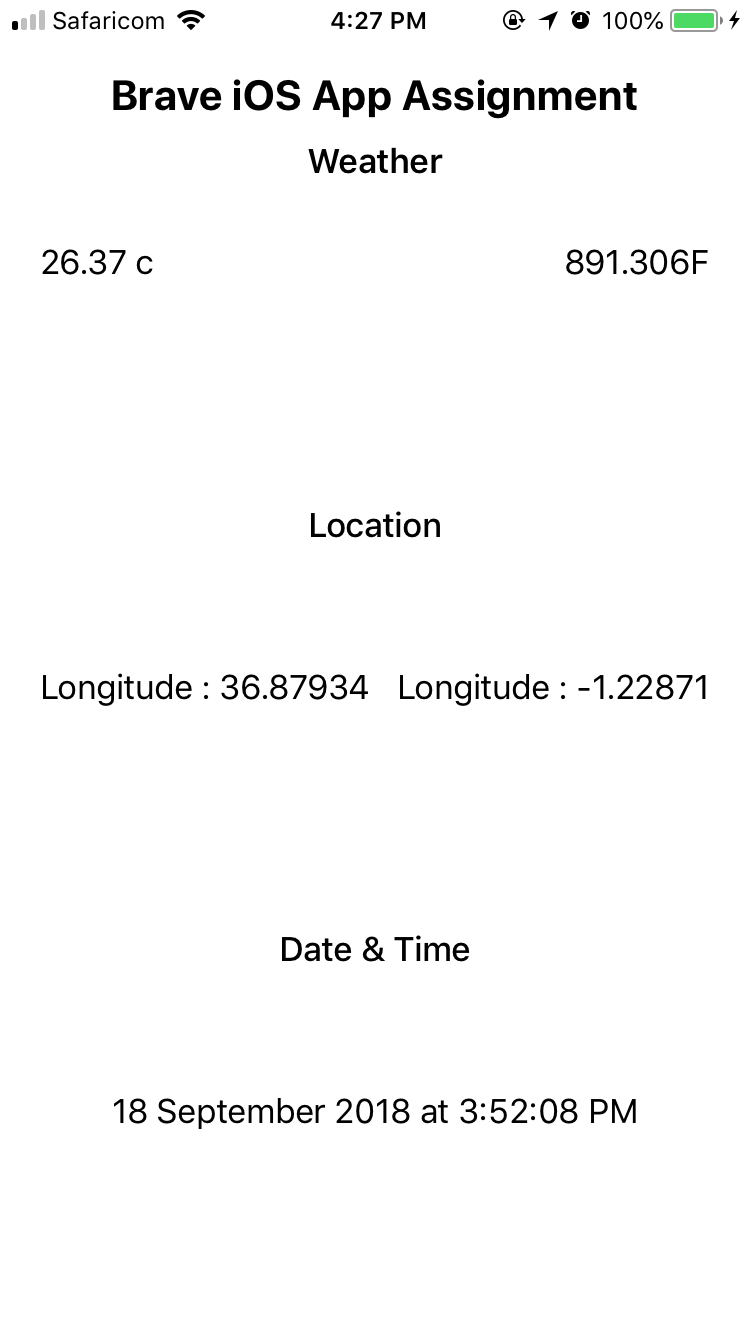 Safaricom 4:27 PM 100%
Brave iOS App Assignment
Weather
26.37 c 891.306F
Location
Longitude : 36.87934 Longitude : -1.22871
Date & Time
18 September 2018 at 3:52:08 PM